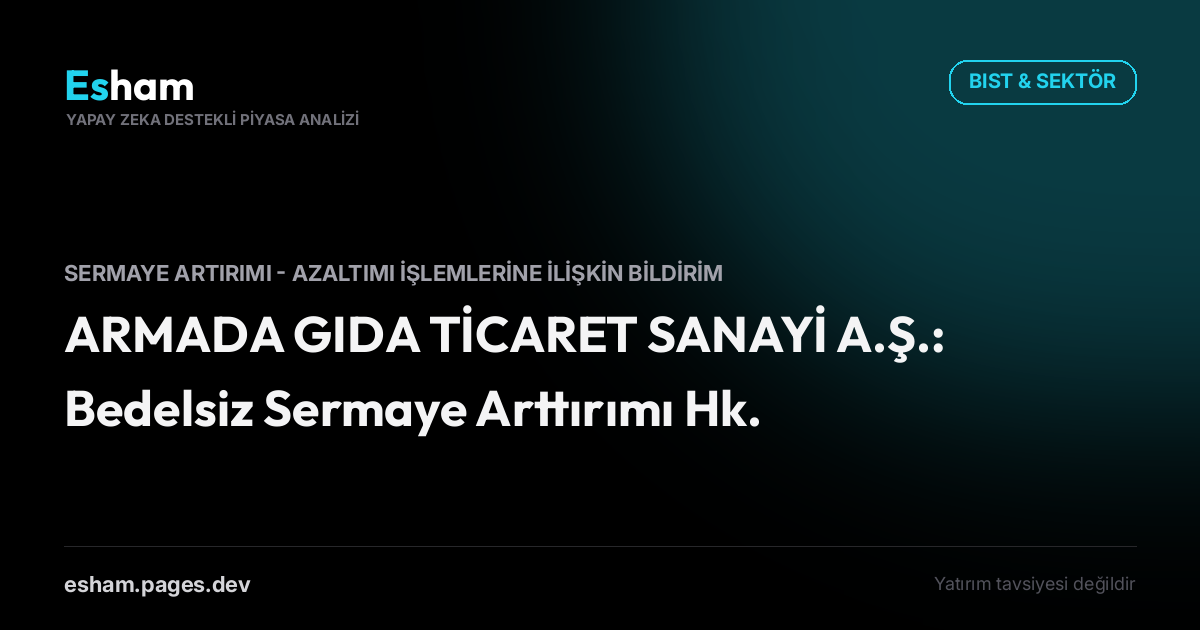 Esham
BIST & SEKTÖR
YAPAY ZEKA DESTEKLİ PİYASA ANALİZİ
SERMAYE ARTIRIMI - AZALTIMI İŞLEMLERİNE İLİŞKİN BİLDİRİM
ARMADA GIDA TİCARET SANAYİ A.Ş.:
Bedelsiz Sermaye Arttırımı Hk.
esham.pages.dev
Yatırım tavsiyesi değildir